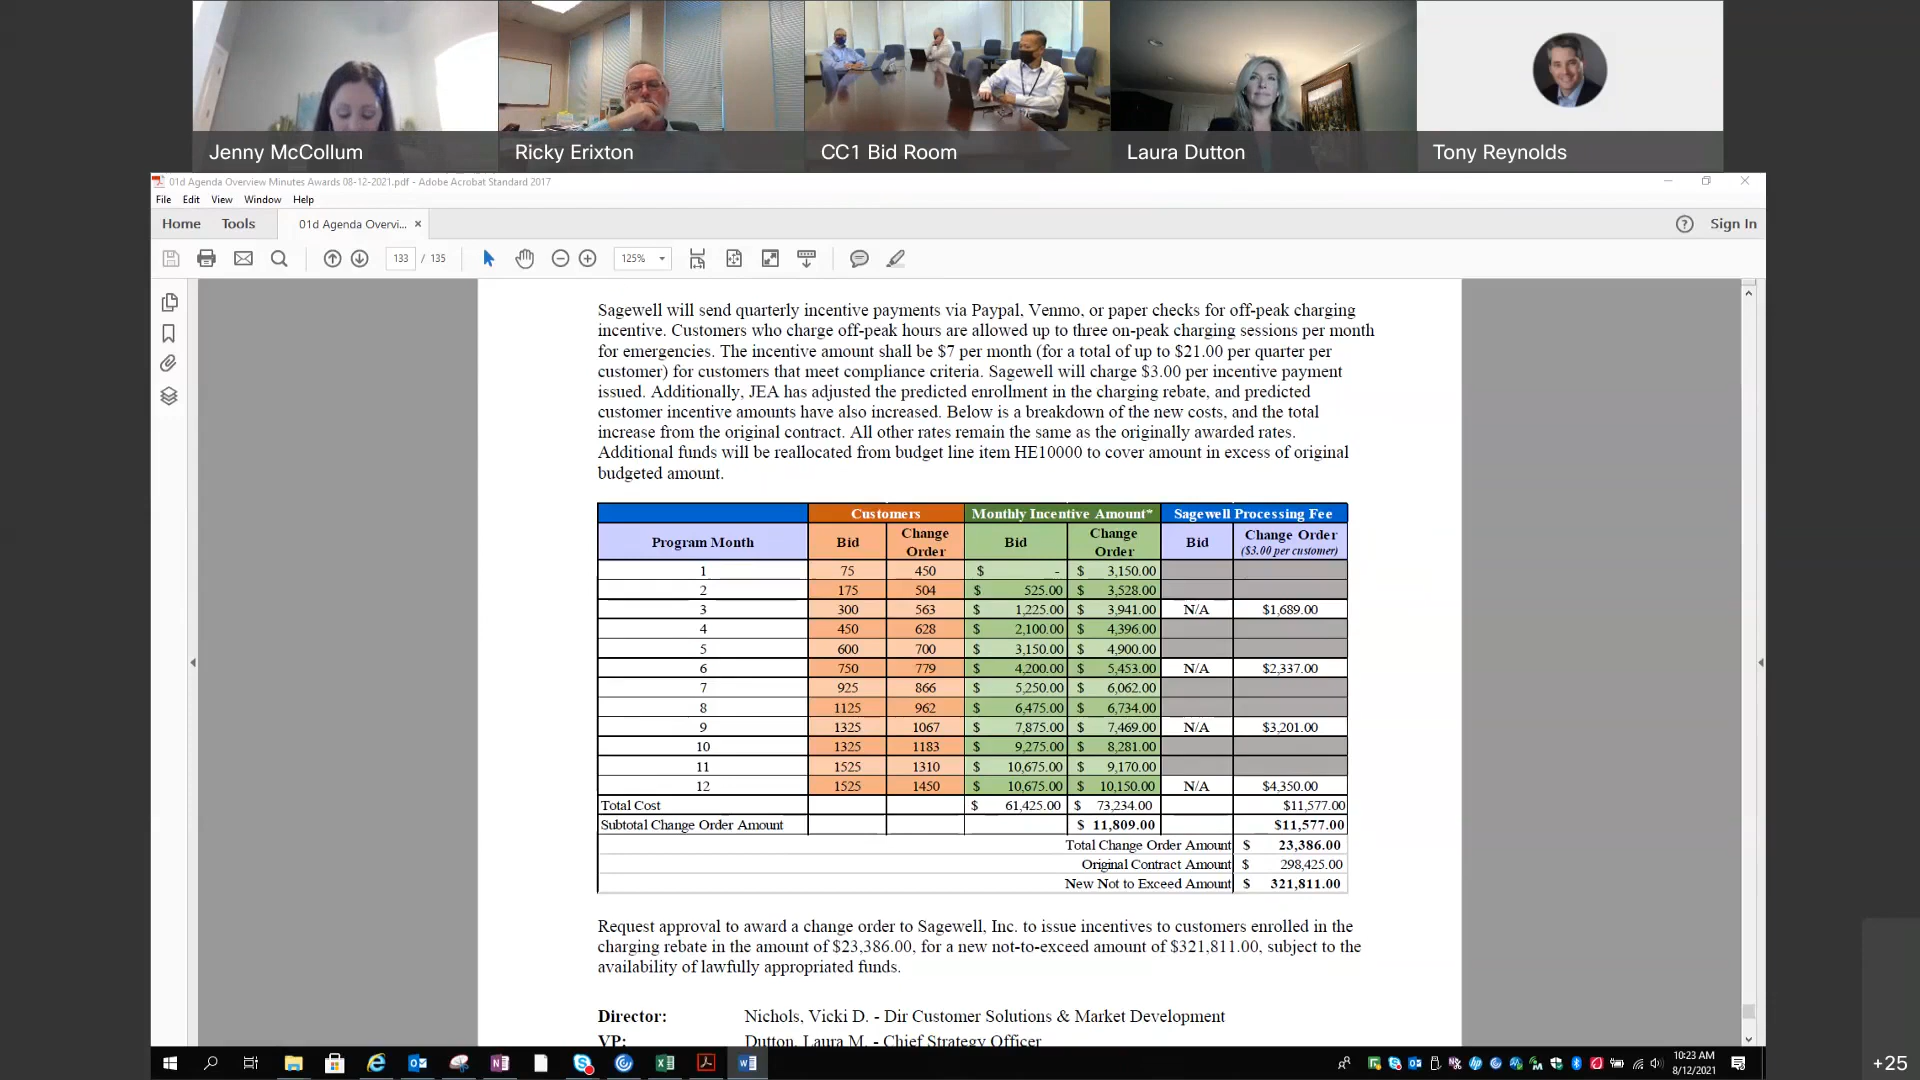 Jenny McCollum
Ricky Erixton
CC1 Bid Room
Laura Dutton
Tony Reynolds
01d Agenda Overview Minutes Awards 08-12-2021.pdf - Adobe Acrobat Standard 2017
File Edit View Window Help
Home Tools 01d Agenda Overvi... × Sign In
133 / 135 125%
Sagewell will send quarterly incentive payments via Paypal, Venmo, or paper checks for off-peak charging
incentive. Customers who charge off-peak hours are allowed up to three on-peak charging sessions per month
for emergencies. The incentive amount shall be $7 per month (for a total of up to $21.00 per quarter per
customer) for customers that meet compliance criteria. Sagewell will charge $3.00 per incentive payment
issued. Additionally, JEA has adjusted the predicted enrollment in the charging rebate, and predicted
customer incentive amounts have also increased. Below is a breakdown of the new costs, and the total
increase from the original contract. All other rates remain the same as the originally awarded rates.
Additional funds will be reallocated from budget line item HE10000 to cover amount in excess of original
budgeted amount.
Customers Monthly Incentive Amount* Sagewell Processing Fee
Program Month Bid Change Order Bid Change Order Bid Change Order ($3.00 per customer)
1 75 450 $ - $ 3,150.00
2 175 504 $ 525.00 $ 3,528.00
3 300 563 $ 1,225.00 $ 3,941.00 N/A $1,689.00
4 450 628 $ 2,100.00 $ 4,396.00
5 600 700 $ 3,150.00 $ 4,900.00
6 750 779 $ 4,200.00 $ 5,453.00 N/A $2,337.00
7 925 866 $ 5,250.00 $ 6,062.00
8 1125 962 $ 6,475.00 $ 6,734.00
9 1325 1067 $ 7,875.00 $ 7,469.00 N/A $3,201.00
10 1325 1183 $ 9,275.00 $ 8,281.00
11 1525 1310 $ 10,675.00 $ 9,170.00
12 1525 1450 $ 10,675.00 $ 10,150.00 N/A $4,350.00
Total Cost $ 61,425.00 $ 73,234.00 $11,577.00
Subtotal Change Order Amount $ 11,809.00 $11,577.00
Total Change Order Amount $ 23,386.00
Original Contract Amount $ 298,425.00
New Not to Exceed Amount $ 321,811.00
Request approval to award a change order to Sagewell, Inc. to issue incentives to customers enrolled in the
charging rebate in the amount of $23,386.00, for a new not-to-exceed amount of $321,811.00, subject to the
availability of lawfully appropriated funds.
Director: Nichols, Vicki D. - Dir Customer Solutions & Market Development
VP: Dutton, Laura M. - Chief Strategy Officer
10:23 AM
8/12/2021
+25